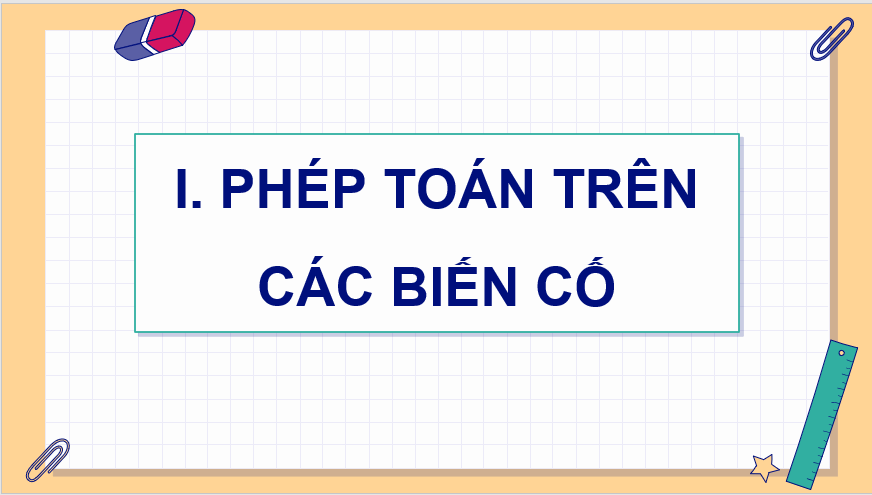 I. PHÉP TOÁN TRÊN
CÁC BIẾN CỐ